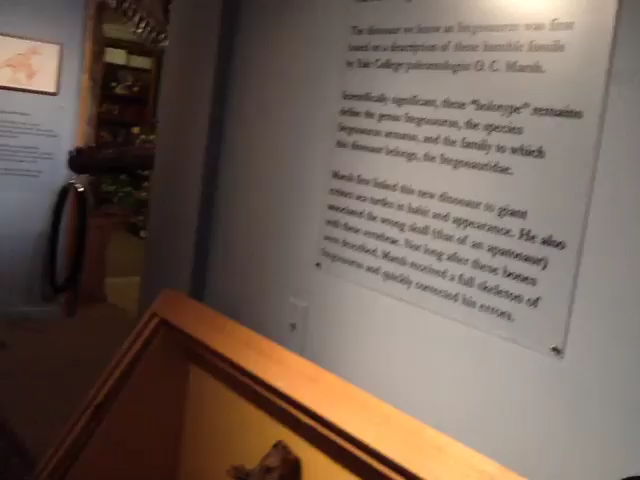 The dinosaur we know as Stegosaurus was first
based on a description of these humble fossils
by Yale College paleontologist O. C. Marsh.
Scientifically significant, these "holotype" remains
define the genus Stegosaurus, the species
Stegosaurus armatus, and the family to which
this dinosaur belongs, the Stegosauridae.
Marsh first linked this new dinosaur to giant
extinct sea turtles in habit and appearance. He also
associated the wrong skull (that of an apatosaur)
with these vertebrae. Not long after these bones
were described, Marsh received a full skeleton of
Stegosaurus and quickly corrected his errors.